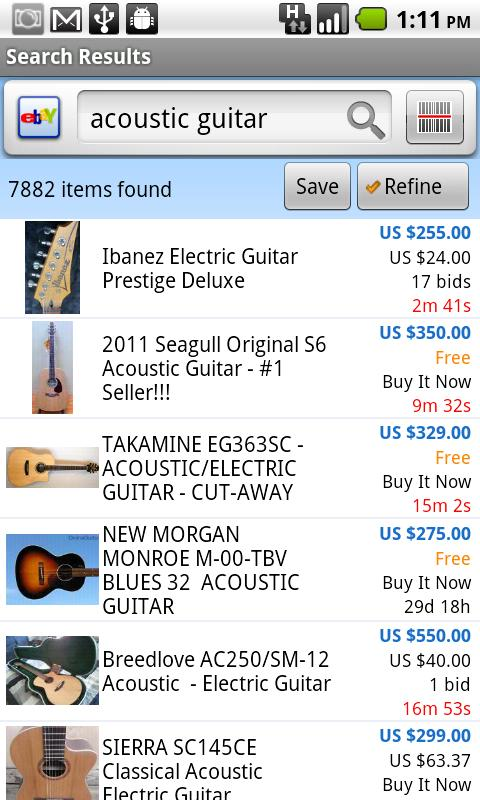 H
1:11 PM
Search Results
ebY
acoustic guitar
7882 items found
Save
Refine
Ibanez Electric Guitar
Prestige Deluxe
US $255.00
US $24.00
17 bids
2m 41s
2011 Seagull Original S6
Acoustic Guitar - #1
Seller!!!
US $350.00
Free
Buy It Now
9m 32s
TAKAMINE EG363SC -
ACOUSTIC/ELECTRIC
GUITAR - CUT-AWAY
US $329.00
Free
Buy It Now
15m 2s
NEW MORGAN
MONROE M-00-TBV
BLUES 32  ACOUSTIC
GUITAR
US $275.00
Free
Buy It Now
29d 18h
Breedlove AC250/SM-12
Acoustic  - Electric Guitar
US $550.00
US $40.00
1 bid
16m 53s
SIERRA SC145CE
Classical Acoustic
Electric Guitar
US $299.00
US $63.37
Buy It Now